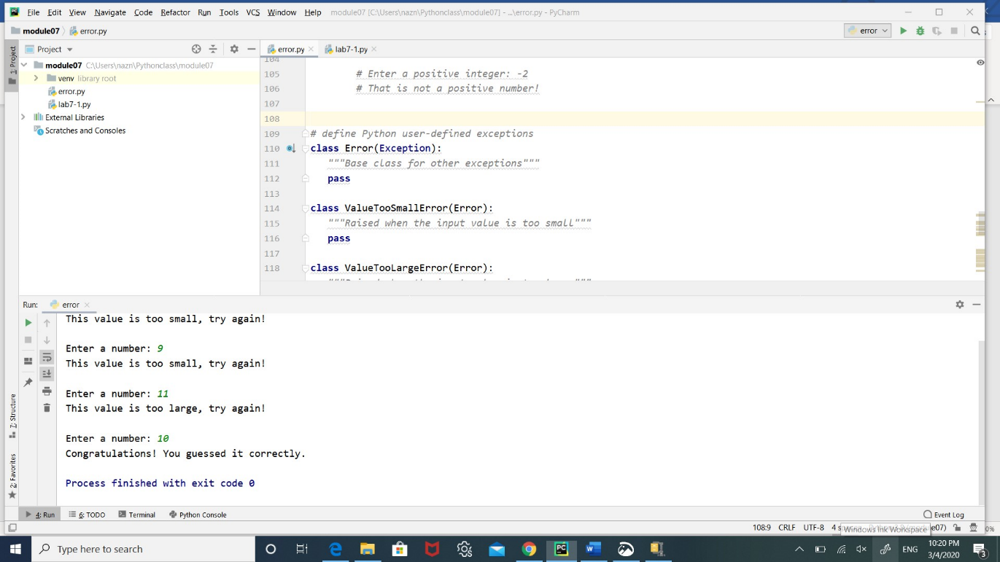 File Edit View Navigate Code Refactor Run Tools VCS Window Help module07 [C:\Users\nazn\Pythonclass\module07] - ...\error.py - PyCharm
module07 error.py error
1: Project
Project error.py lab7-1.py
module07 C:\Users\nazn\Pythonclass\module07
venv library root
error.py
lab7-1.py
External Libraries
Scratches and Consoles
104
105 # Enter a positive integer: -2
106 # That is not a positive number!
107
108
109 # define Python user-defined exceptions
110 class Error(Exception):
111 """Base class for other exceptions"""
112 pass
113
114 class ValueTooSmallError(Error):
115 """Raised when the input value is too small"""
116 pass
117
118 class ValueTooLargeError(Error):
Run: error
This value is too small, try again!
Enter a number: 9
This value is too small, try again!
Enter a number: 11
This value is too large, try again!
Enter a number: 10
Congratulations! You guessed it correctly.
Process finished with exit code 0
7: Structure
2: Favorites
4: Run 6: TODO Terminal Python Console Event Log
108:9 CRLF UTF-8 4 s
Windows Ink Workspace
0%
Type here to search
PC
W
ENG
10:20 PM
3/4/2020
3